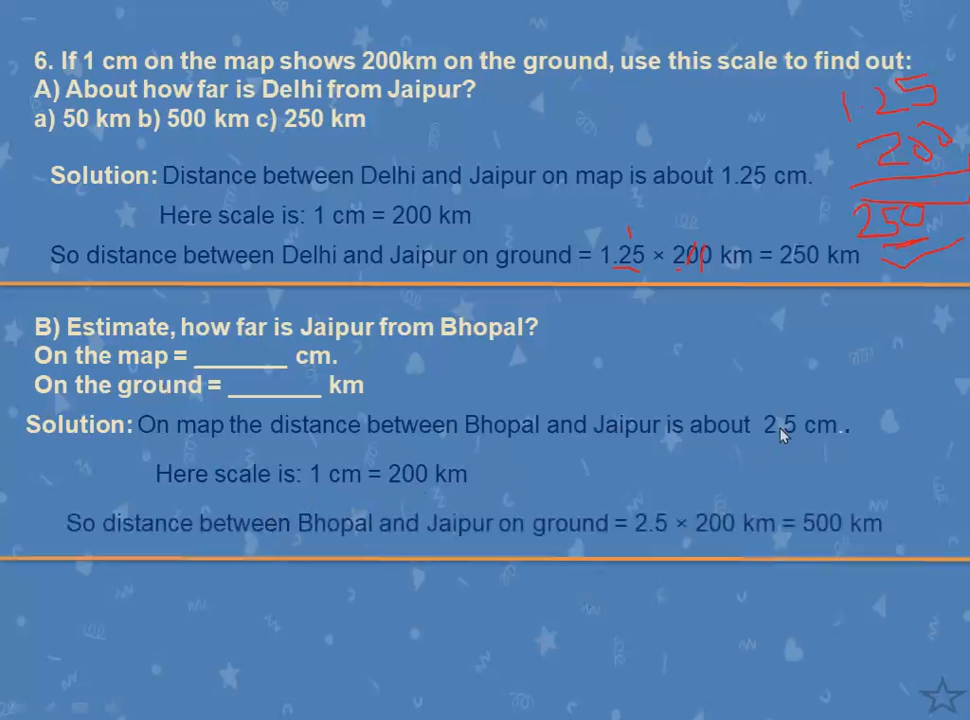 6. If 1 cm on the map shows 200km on the ground, use this scale to find out:
A) About how far is Delhi from Jaipur?
a) 50 km b) 500 km c) 250 km
1.25
200
250
Solution: Distance between Delhi and Jaipur on map is about 1.25 cm.
Here scale is: 1 cm = 200 km
1
So distance between Delhi and Jaipur on ground = 1.25 × 200 km = 250 km
B) Estimate, how far is Jaipur from Bhopal?
On the map = _______ cm.
On the ground = _______ km
Solution: On map the distance between Bhopal and Jaipur is about 2.5 cm..
Here scale is: 1 cm = 200 km
So distance between Bhopal and Jaipur on ground = 2.5 × 200 km = 500 km